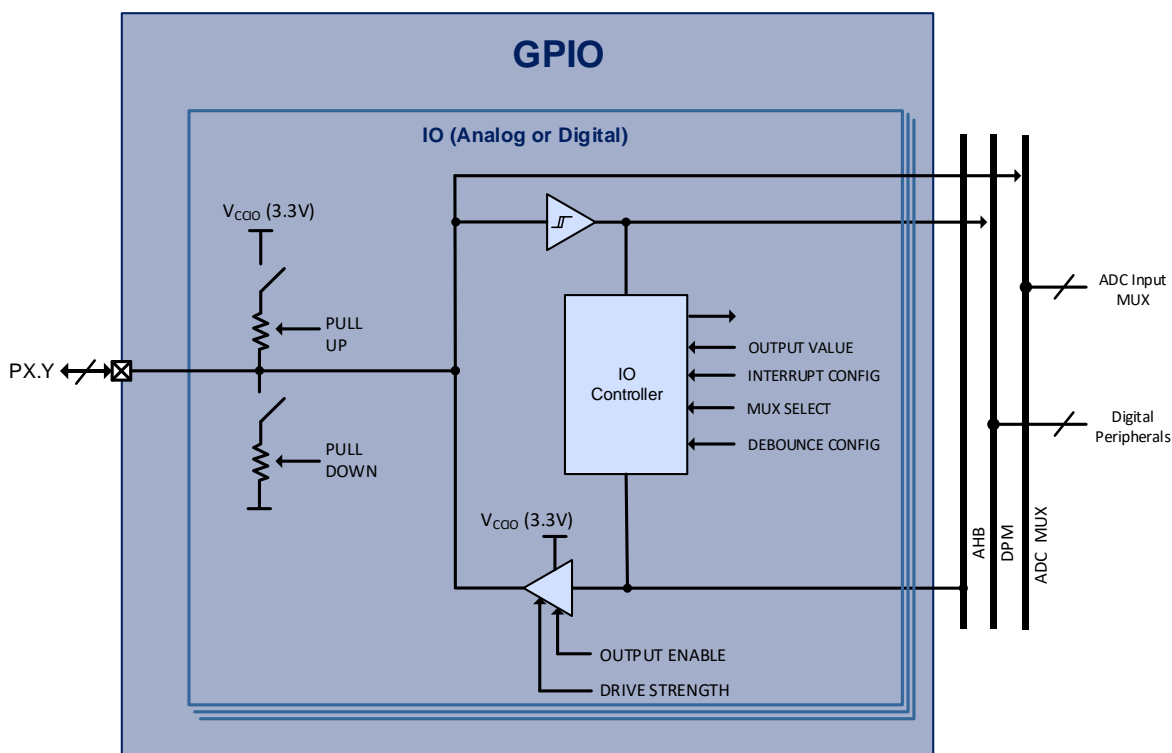 GPIO
IO (Analog or Digital)
VCCIO (3.3V)
PULL
UP
PX.Y
PULL
DOWN
IO
Controller
OUTPUT VALUE
INTERRUPT CONFIG
MUX SELECT
DEBOUNCE CONFIG
ADC Input
MUX
Digital
Peripherals
AHB
DPM
ADC MUX
VCCIO (3.3V)
OUTPUT ENABLE
DRIVE STRENGTH